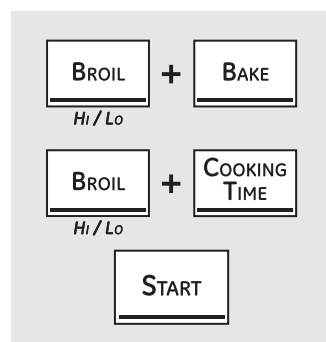 BROIL + BAKE
HI / LO
BROIL + COOKING TIME
HI / LO
START